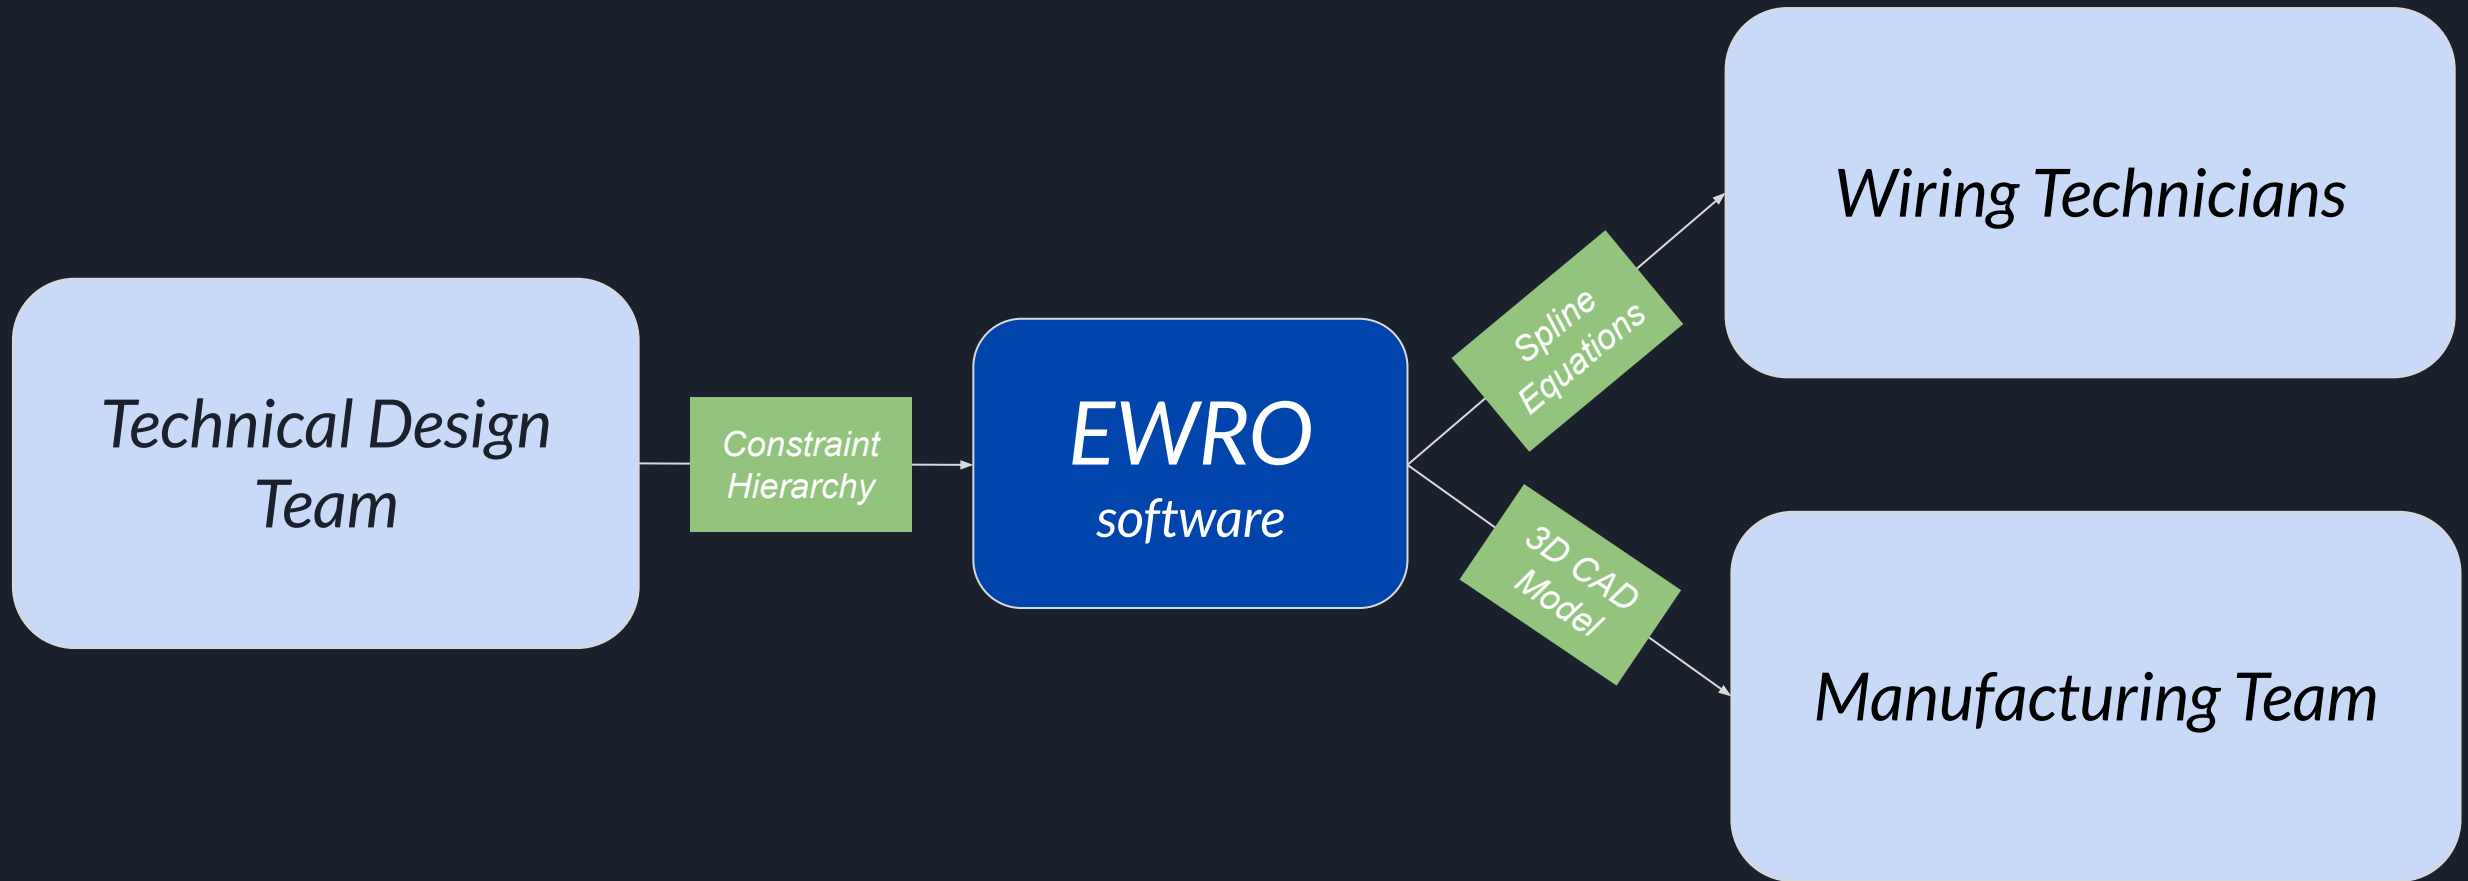 Technical Design
Team
Constraint
Hierarchy
EWRO
software
Spline
Equations
3D CAD
Model
Wiring Technicians
Manufacturing Team